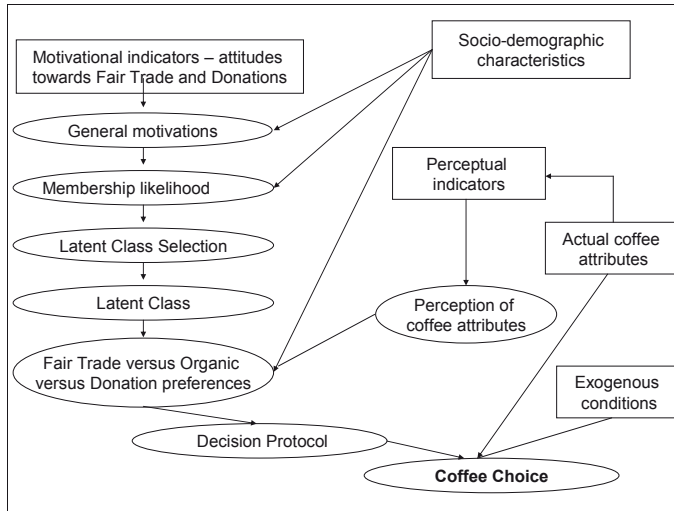 Motivational indicators – attitudes
towards Fair Trade and Donations
Socio-demographic
characteristics
General motivations
Membership likelihood
Perceptual
indicators
Latent Class Selection
Actual coffee
attributes
Latent Class
Perception of
coffee attributes
Fair Trade versus Organic
versus Donation preferences
Exogenous
conditions
Decision Protocol
Coffee Choice